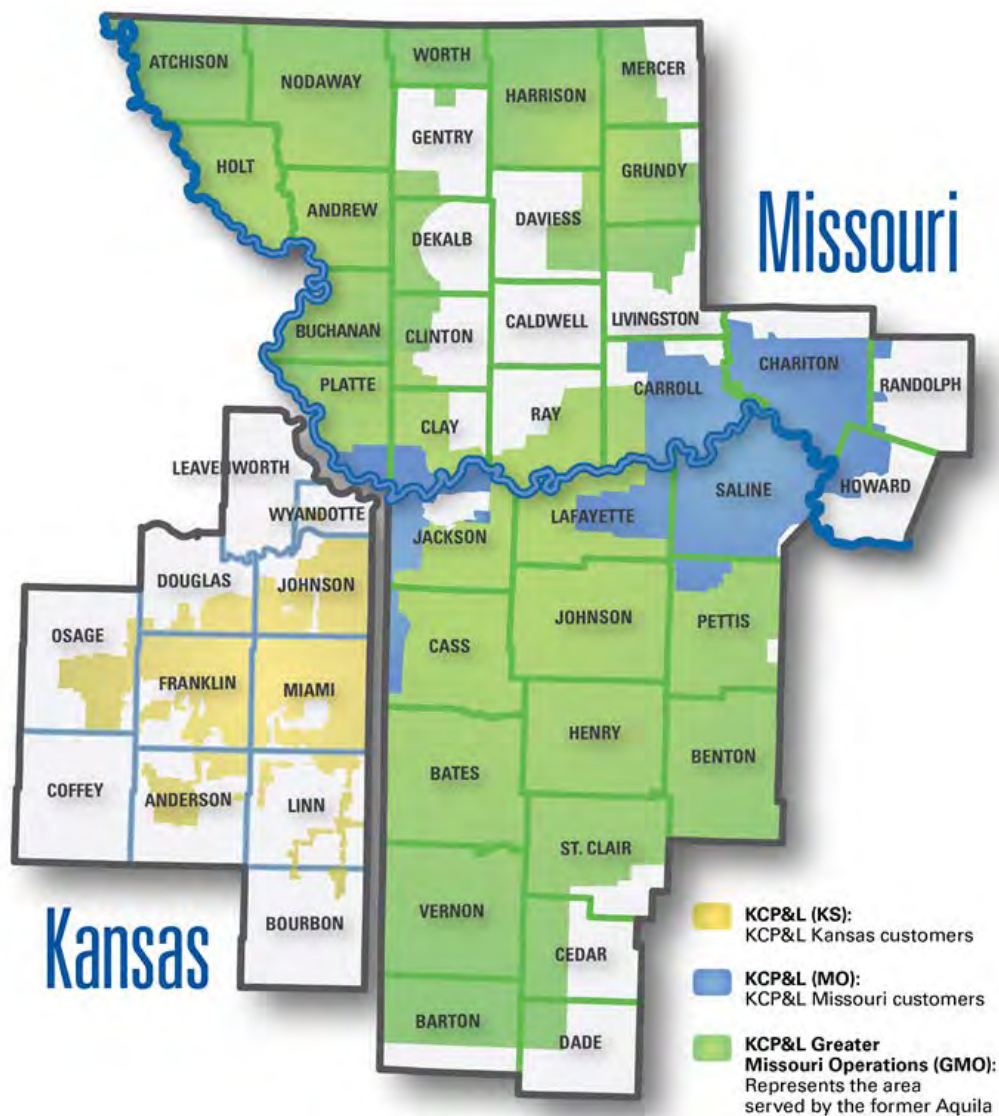 ATCHISON
NODAWAY
WORTH
HARRISON
MERCER
GENTRY
HOLT
GRUNDY
ANDREW
DAVIESS
DEKALB
Missouri
BUCHANAN
CLINTON
CALDWELL
LIVINGSTON
CHARITON
PLATTE
RANDOLPH
CARROLL
CLAY
RAY
LEAVENWORTH
HOWARD
SALINE
WYANDOTTE
LAFAYETTE
JACKSON
DOUGLAS
JOHNSON
JOHNSON
PETTIS
OSAGE
CASS
FRANKLIN
MIAMI
HENRY
BENTON
BATES
COFFEY
ANDERSON
LINN
ST. CLAIR
VERNON
BOURBON
Kansas
CEDAR
BARTON
DADE
KCP&L (KS):
KCP&L Kansas customers
KCP&L (MO):
KCP&L Missouri customers
KCP&L Greater
Missouri Operations (GMO):
Represents the area
served by the former Aquila